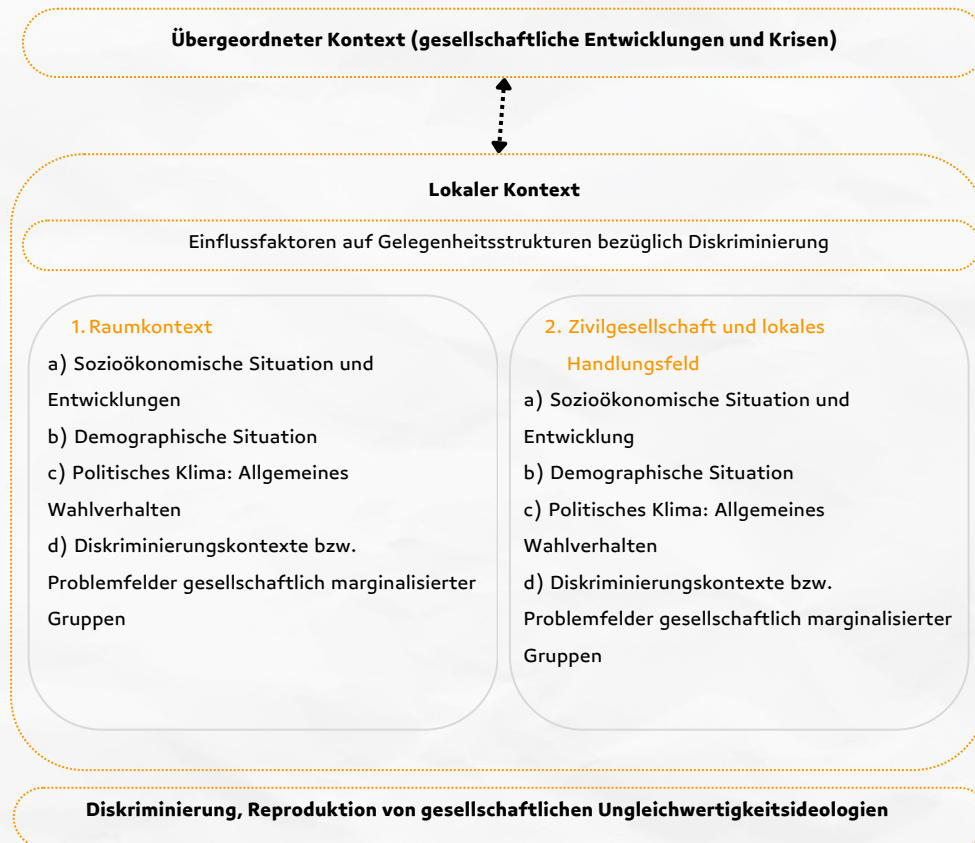 Übergeordneter Kontext (gesellschaftliche Entwicklungen und Krisen)
Lokaler Kontext
Einflussfaktoren auf Gelegenheitsstrukturen bezüglich Diskriminierung
1. Raumkontext
a) Sozioökonomische Situation und
Entwicklungen
b) Demographische Situation
c) Politisches Klima: Allgemeines
Wahlverhalten
d) Diskriminierungskontexte bzw.
Problemfelder gesellschaftlich marginalisierter
Gruppen
2. Zivilgesellschaft und lokales
Handlungsfeld
a) Sozioökonomische Situation und
Entwicklung
b) Demographische Situation
c) Politisches Klima: Allgemeines
Wahlverhalten
d) Diskriminierungskontexte bzw.
Problemfelder gesellschaftlich marginalisierter
Gruppen
Diskriminierung, Reproduktion von gesellschaftlichen Ungleichwertigkeitsideologien